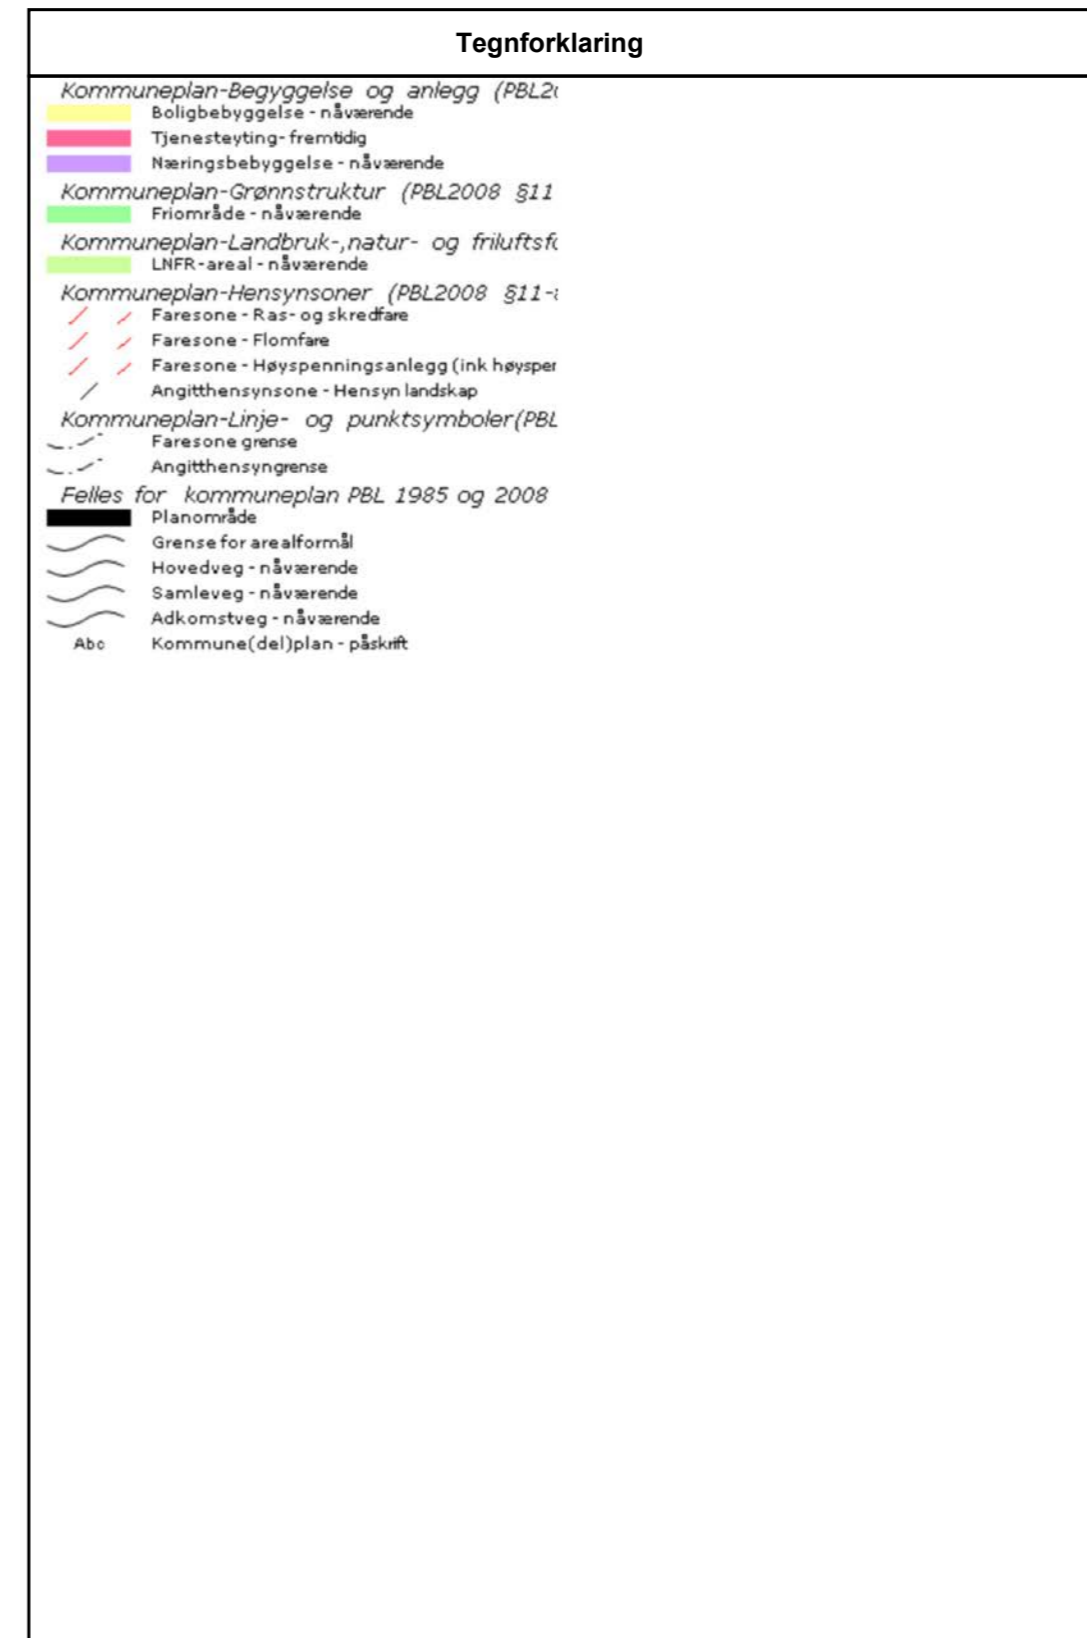 Tegnforklaring
Kommuneplan-Begyggelse og anlegg (PBL2
Boligbebyggelse - nåværende
Tjenesteyting- fremtidig
Næringsbebyggelse - nåværende
Kommuneplan-Grønnstruktur (PBL2008 §11
Friområde - nåværende
Kommuneplan-Landbruk-,natur- og friluftsf
LNFR-areal - nåværende
Kommuneplan-Hensynsoner (PBL2008 §11-
Faresone - Ras- og skredfare
Faresone - Flomfare
Faresone - Høyspenningsanlegg (ink høyspen
Angitthensynsone - Hensyn landskap
Kommuneplan-Linje- og punktsymboler(PBL
Faresone grense
Angitthensyngrense
Felles for kommuneplan PBL 1985 og 2008
Planområde
Grense for arealformål
Hovedveg - nåværende
Samleveg - nåværende
Adkomstveg - nåværende
Abc Kommune(del)plan - påskrift